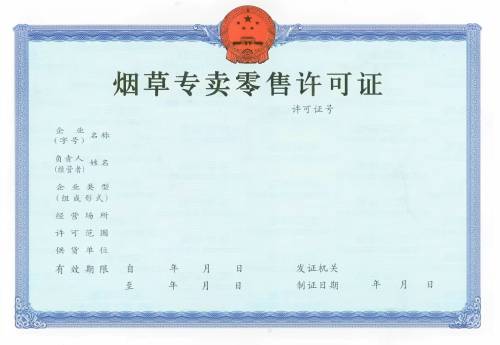 烟草专卖零售许可证
许可证号
企业(字号)名称
负责人(经营者)姓名
企业类型(组成形式)
经营场所
许可范围
供货单位
有效期限 自 年 月 日 发证机关
至 年 月 日 制证日期 年 月 日